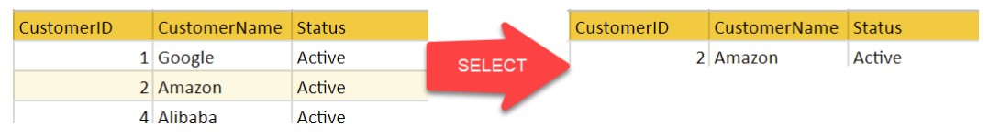 CustomerID CustomerName Status
1 Google Active
2 Amazon Active
4 Alibaba Active
SELECT
CustomerID CustomerName Status
2 Amazon Active